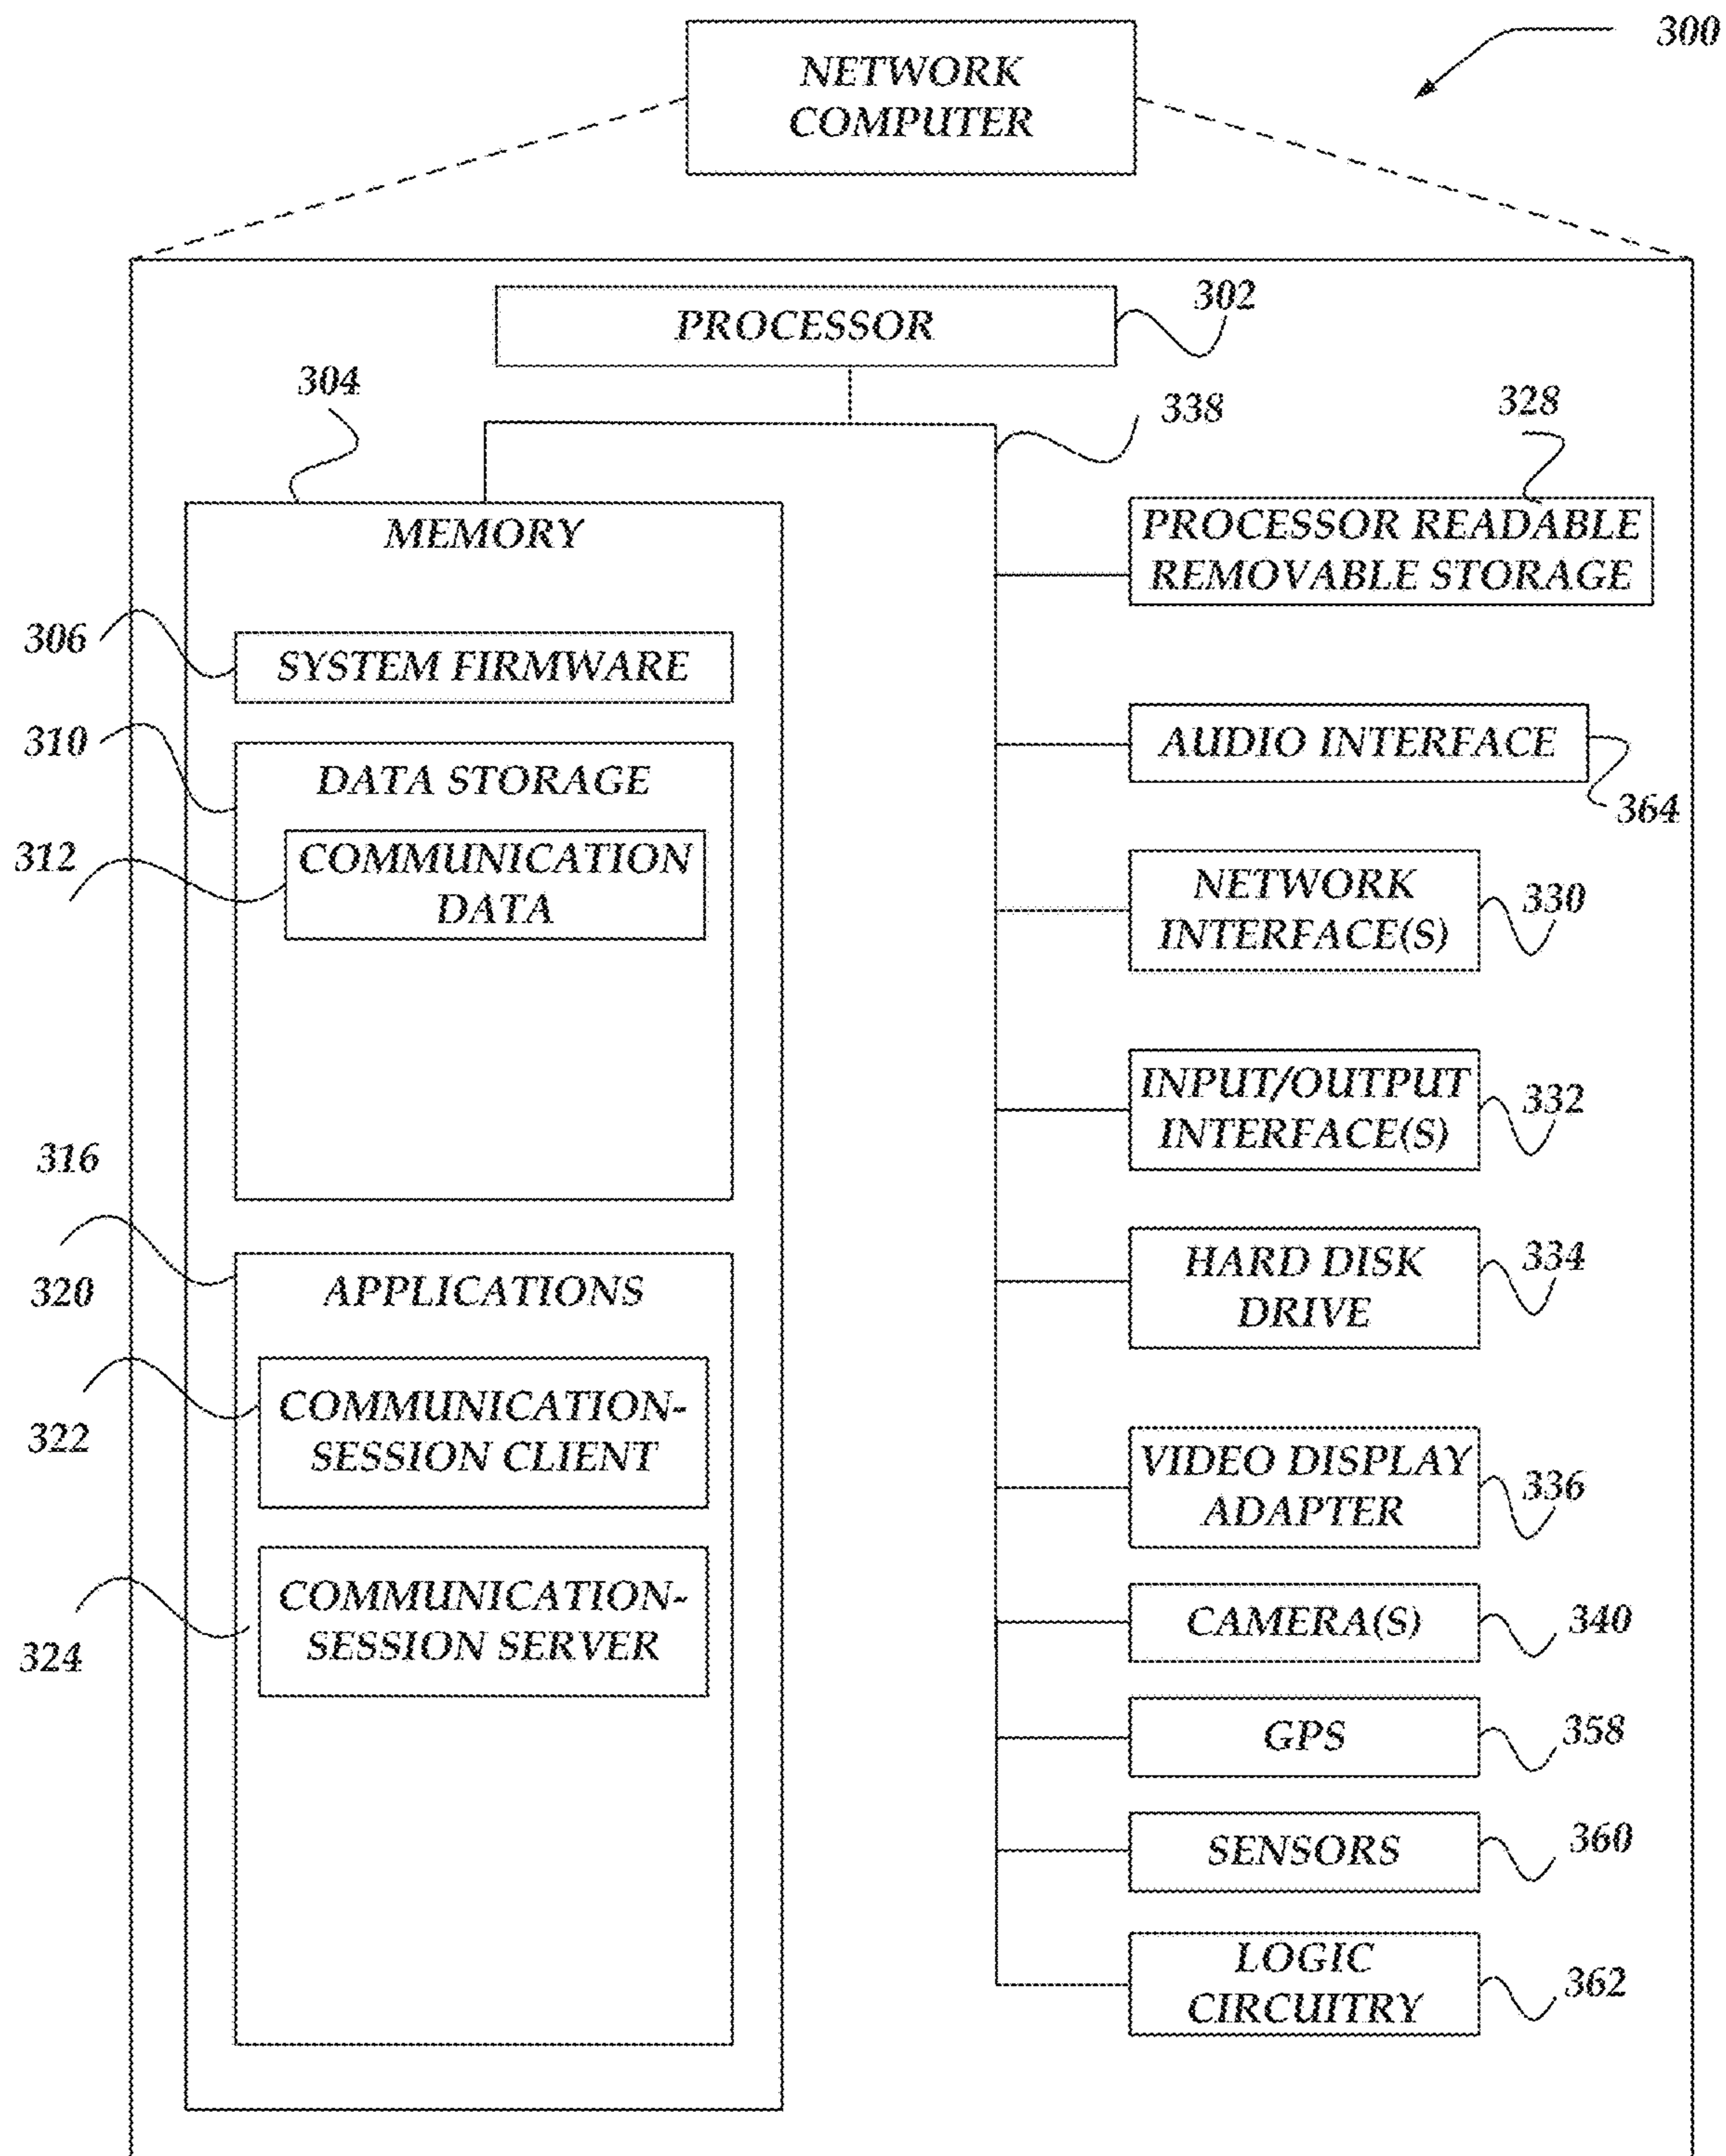 300
NETWORK
COMPUTER
PROCESSOR
302
304
338
328
MEMORY
PROCESSOR READABLE
REMOVABLE STORAGE
306
SYSTEM FIRMWARE
310
DATA STORAGE
AUDIO INTERFACE
364
312
COMMUNICATION
DATA
NETWORK
INTERFACE(S)
330
INPUT/OUTPUT
INTERFACE(S)
332
316
320
APPLICATIONS
HARD DISK
DRIVE
334
322
COMMUNICATION-
SESSION CLIENT
VIDEO DISPLAY
ADAPTER
336
324
COMMUNICATION-
SESSION SERVER
CAMERA(S)
340
GPS
358
SENSORS
360
LOGIC
CIRCUITRY
362